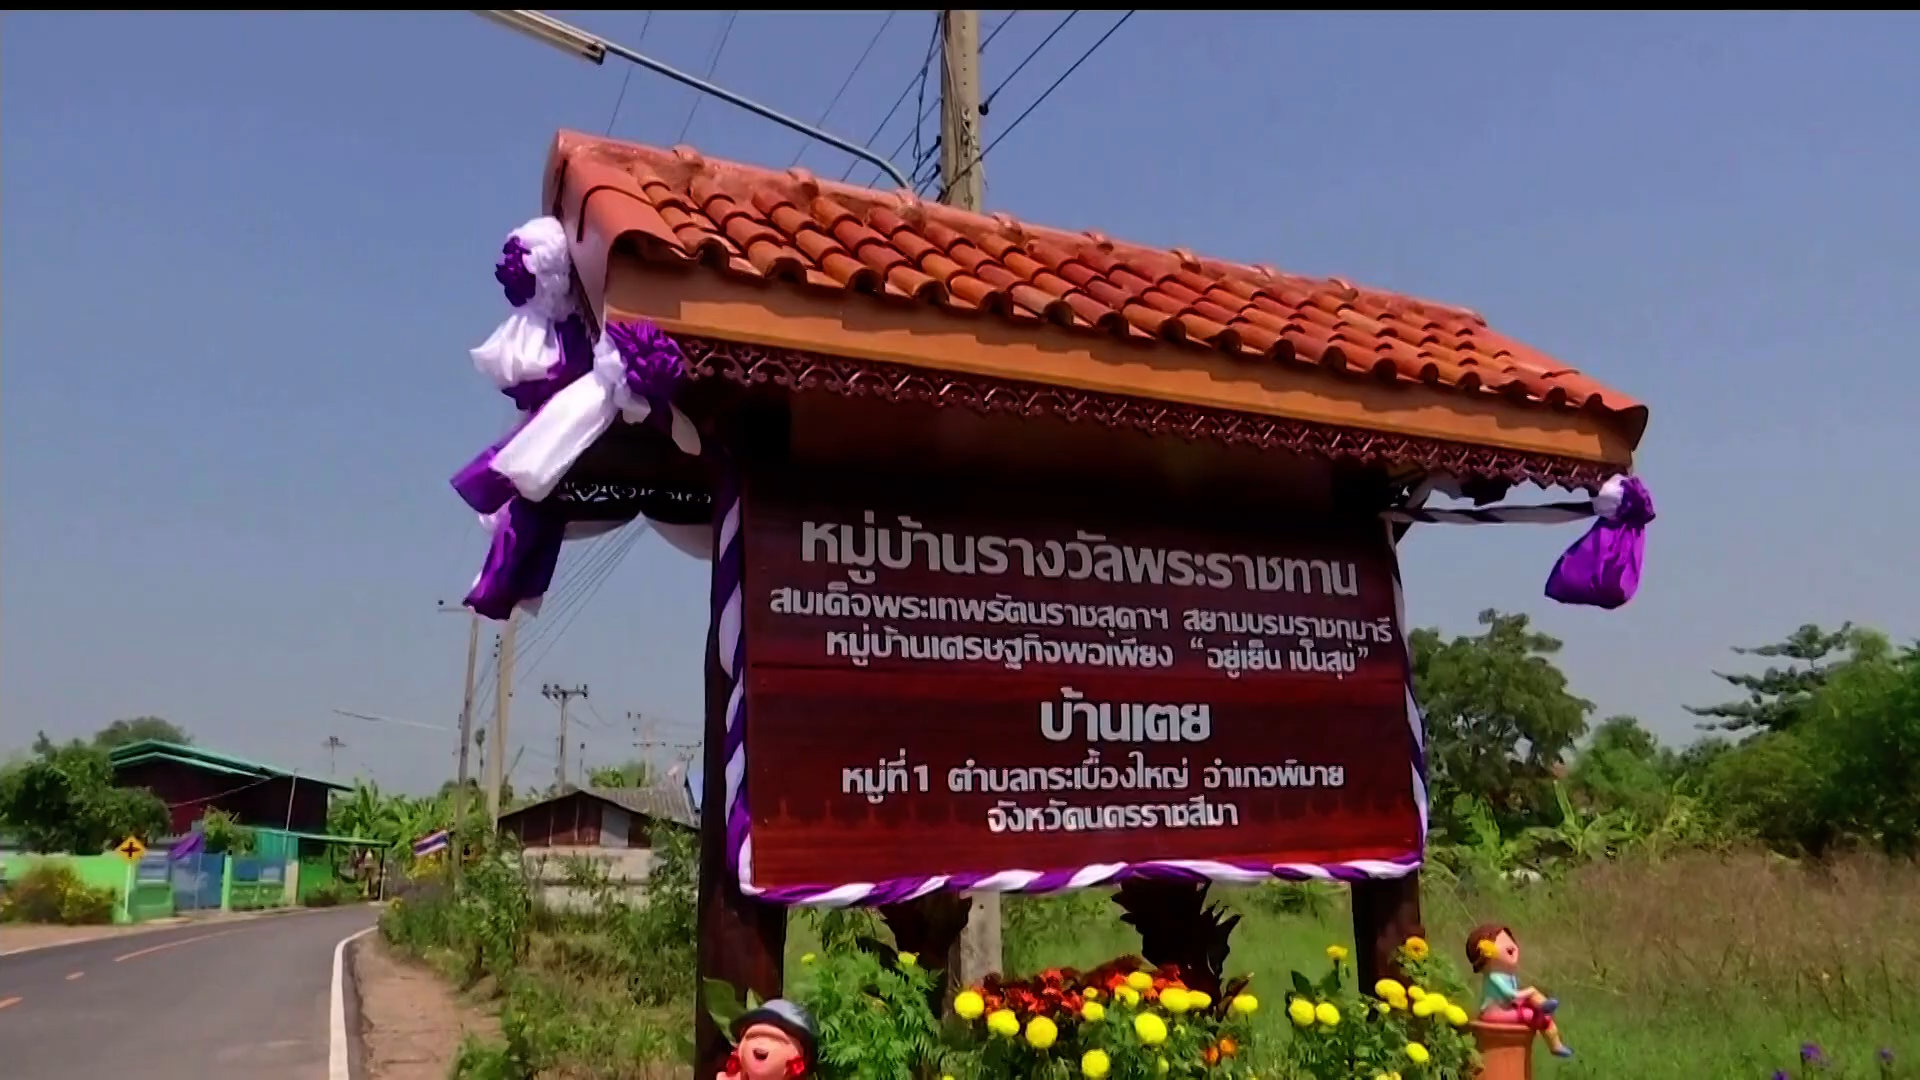 หมู่บ้านรางวัลพระราชทาน
สมเด็จพระเทพรัตนราชสุดาฯ สยามบรมราชกุมารี
หมู่บ้านเศรษฐกิจพอเพียง “อยู่เย็น เป็นสุข”
บ้านเตย
หมู่ที่ 1 ตำบลกระเบื้องใหญ่ อำเภอพิมาย
จังหวัดนครราชสีมา